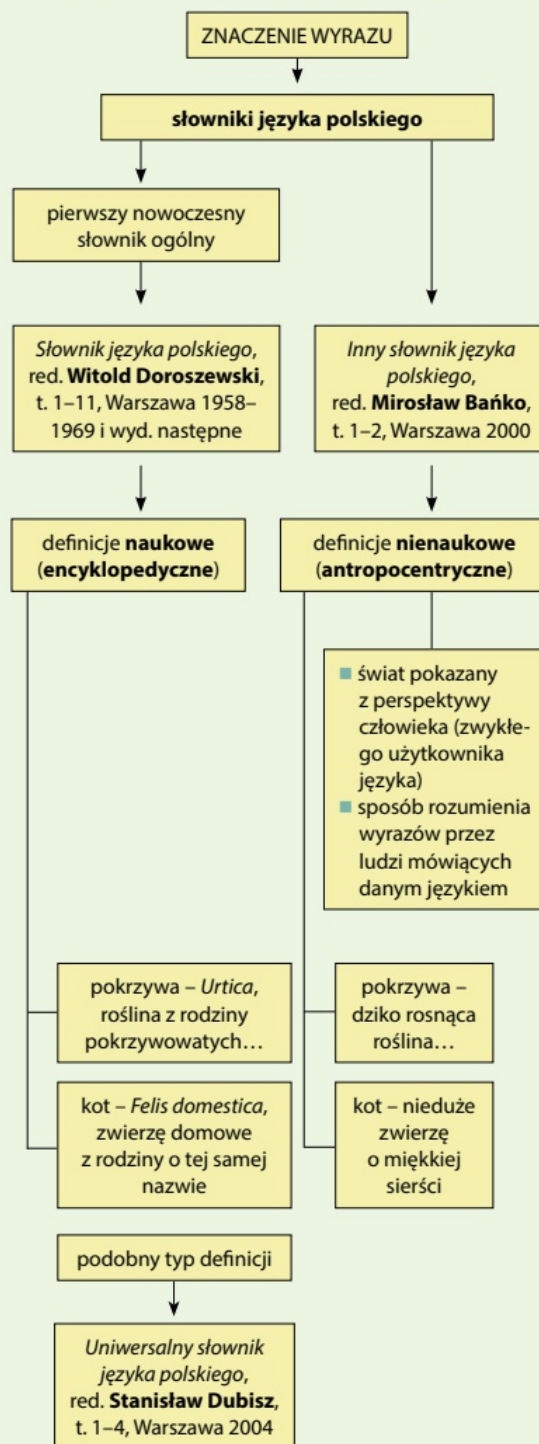 ZNACZENIE WYRAZU
słowniki języka polskiego
pierwszy nowoczesny
słownik ogólny
Słownik języka polskiego,
red. Witold Doroszewski,
t. 1–11, Warszawa 1958–
1969 i wyd. następne
Inny słownik języka
polskiego,
red. Mirosław Bańko,
t. 1–2, Warszawa 2000
definicje naukowe
(encyklopedyczne)
definicje nienaukowe
(antropocentryczne)
■ świat pokazany
z perspektywy
człowieka (zwykłe-
go użytkownika
języka)
■ sposób rozumienia
wyrazów przez
ludzi mówiących
danym językiem
pokrzywa – Urtica,
roślina z rodziny
pokrzywowatych…
pokrzywa –
dziko rosnąca
roślina…
kot – Felis domestica,
zwierzę domowe
z rodziny o tej samej
nazwie
kot – nieduże
zwierzę
o miękkiej
sierści
podobny typ definicji
Uniwersalny słownik
języka polskiego,
red. Stanisław Dubisz,
t. 1–4, Warszawa 2004